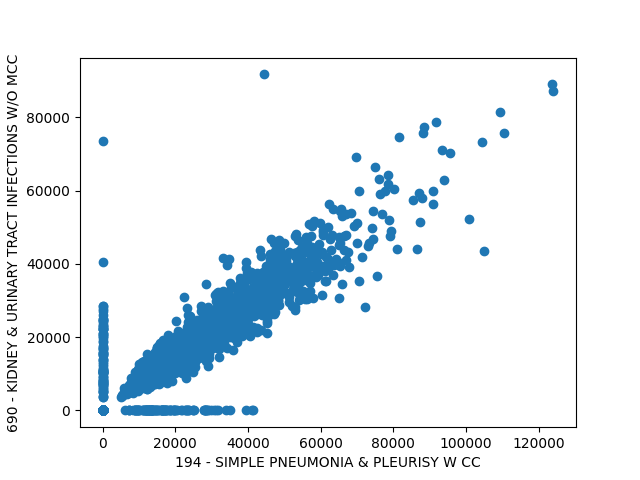 690 - KIDNEY & URINARY TRACT INFECTIONS W/O MCC
80000
60000
40000
20000
0
0 20000 40000 60000 80000 100000 120000
194 - SIMPLE PNEUMONIA & PLEURISY W CC